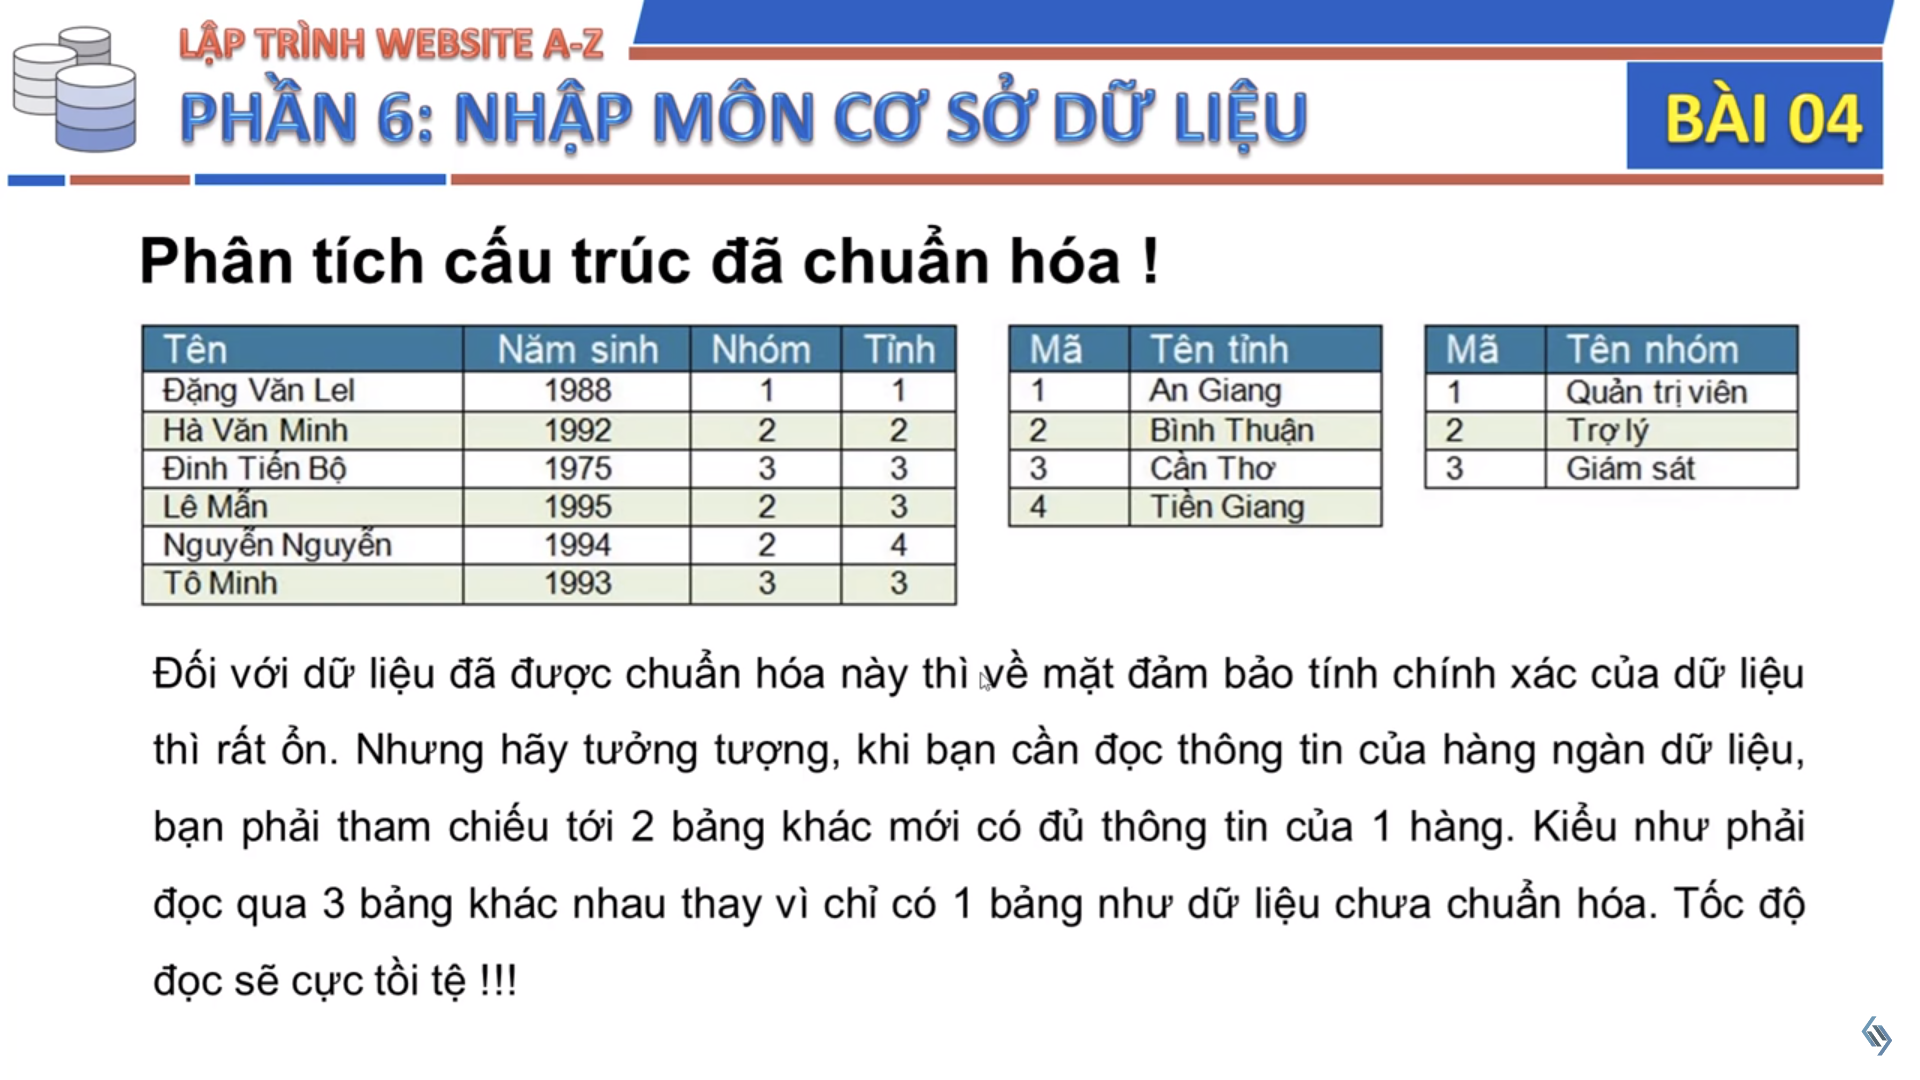 LẬP TRÌNH WEBSITE A-Z
PHẦN 6: NHẬP MÔN CƠ SỞ DỮ LIỆU
BÀI 04
Phân tích cấu trúc đã chuẩn hóa !
Tên Năm sinh Nhóm Tỉnh
Đặng Văn Lel 1988 1 1
Hà Văn Minh 1992 2 2
Đinh Tiến Bộ 1975 3 3
Lê Mẫn 1995 2 3
Nguyễn Nguyễn 1994 2 4
Tô Minh 1993 3 3
Mã Tên tỉnh
1 An Giang
2 Bình Thuận
3 Cần Thơ
4 Tiền Giang
Mã Tên nhóm
1 Quản trị viên
2 Trợ lý
3 Giám sát
Đối với dữ liệu đã được chuẩn hóa này thì về mặt đảm bảo tính chính xác của dữ liệu
thì rất ổn. Nhưng hãy tưởng tượng, khi bạn cần đọc thông tin của hàng ngàn dữ liệu,
bạn phải tham chiếu tới 2 bảng khác mới có đủ thông tin của 1 hàng. Kiểu như phải
đọc qua 3 bảng khác nhau thay vì chỉ có 1 bảng như dữ liệu chưa chuẩn hóa. Tốc độ
đọc sẽ cực tồi tệ !!!